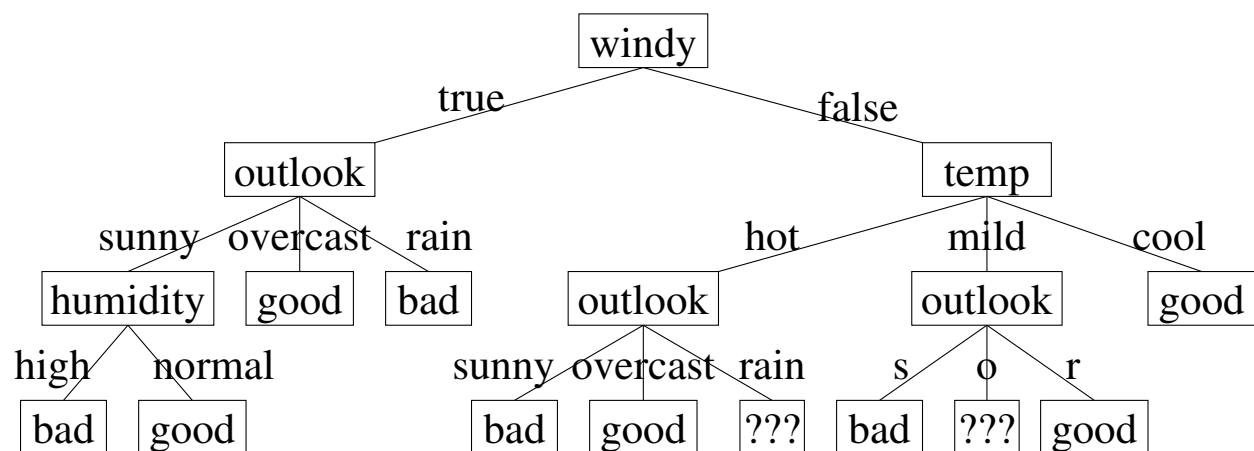 windy
true false
outlook temp
sunny overcast rain hot mild cool
humidity good bad outlook outlook good
high normal sunny overcast rain s o r
bad good bad good ??? bad ??? good